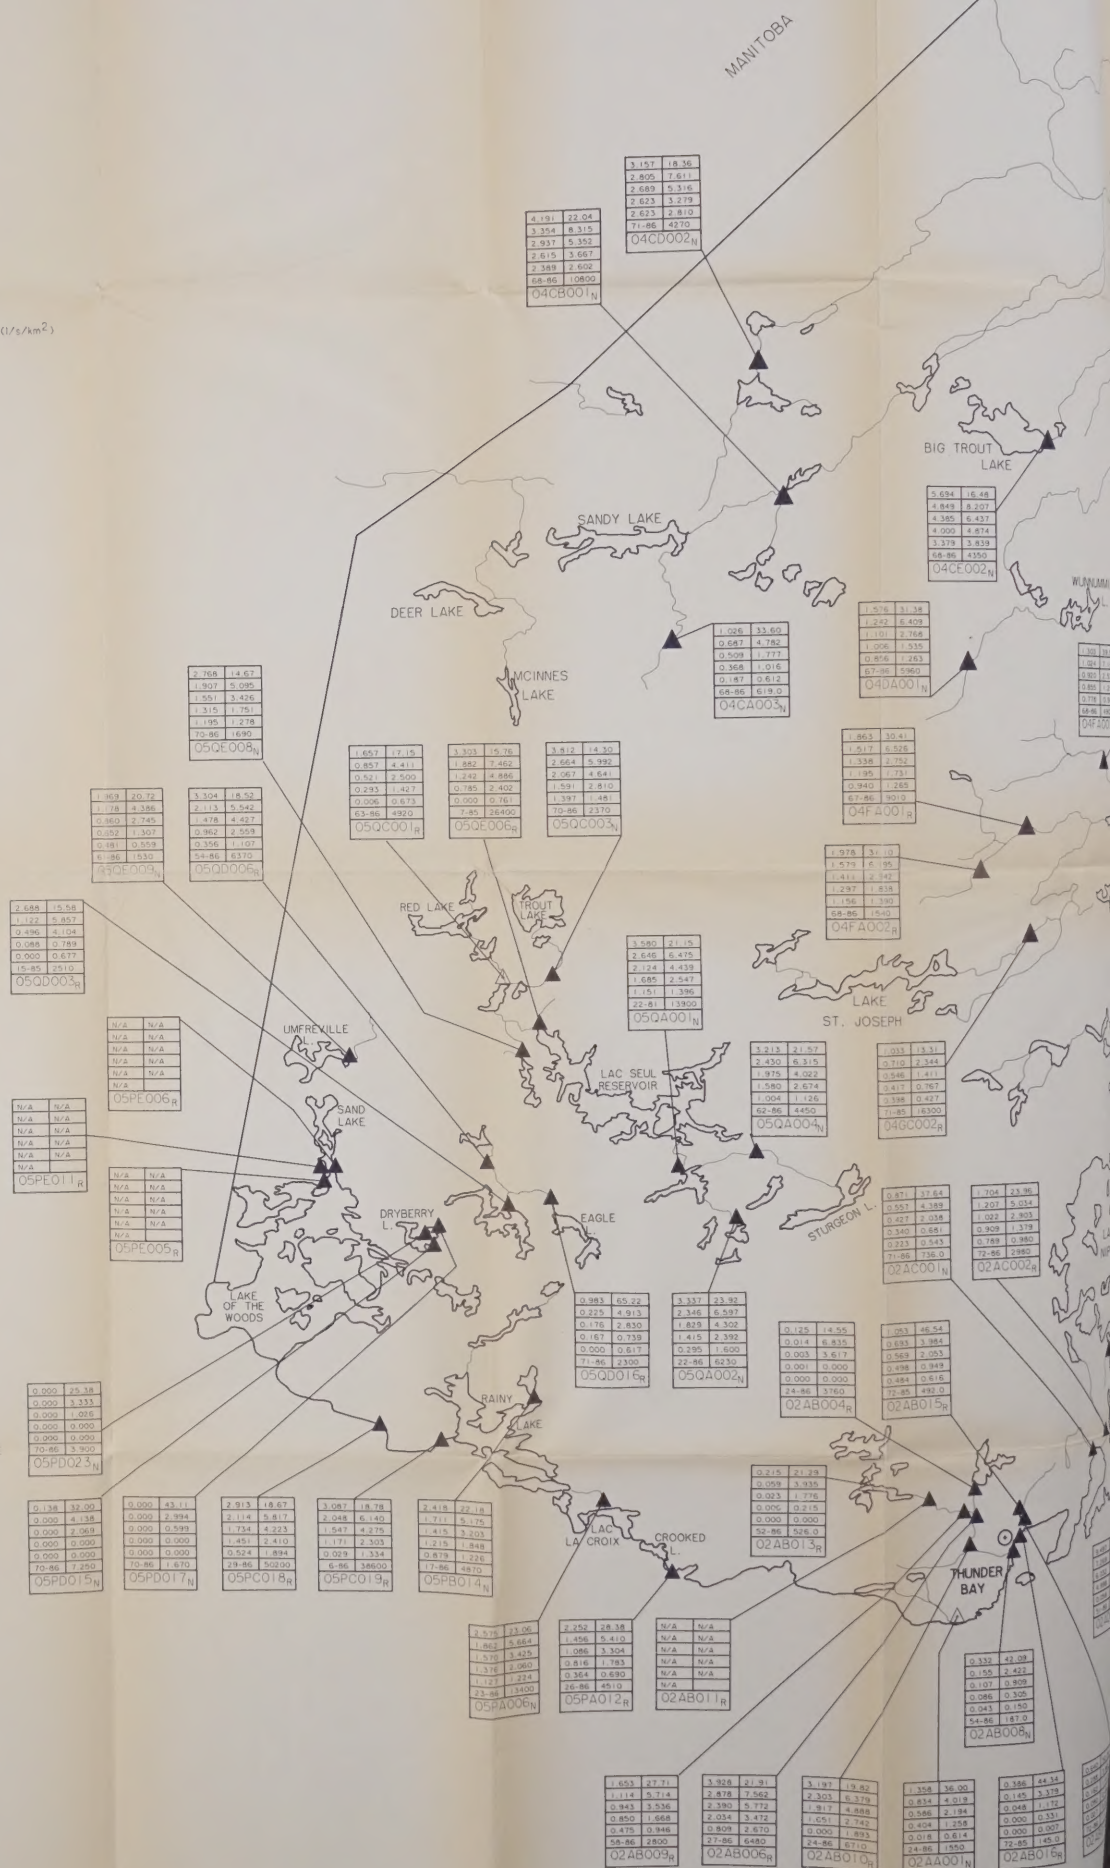 MANITOBA
(l/s/km2)
3.157 18.36
2.805 7.611
2.689 5.316
2.623 3.279
2.623 2.810
71-86 4270
04CD002N
4.191 22.04
3.354 8.315
2.937 5.352
2.615 3.667
2.389 2.602
68-86 10800
04CB001N
BIG TROUT
LAKE
5.694 16.48
4.849 8.207
4.385 6.437
4.000 4.874
3.379 3.839
68-86 4350
04CE002N
SANDY LAKE
DEER LAKE
MCINNES
LAKE
1.026 33.60
0.687 4.782
0.509 1.777
0.368 1.016
0.187 0.612
68-86 619.0
04CA003N
1.576 31.38
1.242 6.409
1.101 2.768
1.006 1.535
0.856 1.263
67-86 5960
04DA001N
2.768 14.67
1.907 5.095
1.551 3.426
1.315 1.751
1.195 1.278
70-86 1690
05QE008N
1.657 17.15
0.857 4.411
0.521 2.500
0.293 1.427
0.006 0.673
63-86 4920
05QC001R
3.303 15.76
1.882 7.462
1.242 4.886
0.785 2.402
0.000 0.761
7-85 26400
05QE006R
3.812 14.30
2.664 5.992
2.067 4.641
1.591 2.810
1.397 1.481
70-86 2370
05QC003N
1.863 30.41
1.517 6.526
1.338 2.752
1.195 1.731
0.940 1.265
67-86 9010
04FA001R
1.969 20.72
1.178 4.386
0.860 2.745
0.652 1.307
0.481 0.559
61-86 1530
05QE009N
3.304 18.52
2.113 5.542
1.478 4.427
0.962 2.559
0.356 1.107
54-86 6370
05QD006R
1.978 31.10
1.579 6.195
1.411 2.942
1.297 1.838
1.156 1.390
68-86 1540
04FA002R
2.688 15.58
1.122 5.857
0.496 4.104
0.088 0.789
0.000 0.677
15-85 2510
05QD003R
RED LAKE
TROUT
LAKE
3.580 21.15
2.646 6.475
2.124 4.439
1.685 2.547
1.151 1.396
22-81 13900
05QA001N
LAKE
ST. JOSEPH
N/A N/A
N/A N/A
N/A N/A
N/A N/A
N/A N/A
N/A
05PE006R
UMFREVILLE
L.
LAC SEUL
RESERVOIR
3.213 21.57
2.430 6.315
1.975 4.022
1.580 2.674
1.004 1.126
62-86 4450
05QA004N
1.033 13.31
0.710 2.344
0.546 1.411
0.417 0.767
0.398 0.427
71-85 16300
04GC002R
N/A N/A
N/A N/A
N/A N/A
N/A N/A
N/A N/A
N/A
05PE011R
SAND
LAKE
N/A N/A
N/A N/A
N/A N/A
N/A N/A
N/A N/A
N/A
05PE005R
DRYBERRY
L.
EAGLE
L.
STURGEON L.
0.871 37.64
0.557 4.389
0.427 2.038
0.340 0.681
0.223 0.543
71-86 736.0
02AC001N
1.704 23.96
1.207 5.034
1.022 2.903
0.909 1.379
0.789 0.980
72-86 2980
02AC002R
LAKE
OF THE
WOODS
0.983 65.22
0.225 4.913
0.176 2.830
0.167 0.739
0.000 0.617
71-86 2300
05QD016R
3.337 23.92
2.346 6.597
1.829 4.302
1.415 2.392
0.295 1.600
22-86 6230
05QA002N
0.125 14.55
0.014 6.835
0.003 3.617
0.001 0.000
0.000 0.000
24-86 3760
02AB004R
1.053 46.54
0.693 3.984
0.569 2.053
0.498 0.949
0.484 0.616
72-85 492.0
02AB015R
0.000 25.38
0.000 3.333
0.000 1.026
0.000 0.000
0.000 0.000
70-86 3.900
05PD023N
RAINY
LAKE
0.138 32.00
0.000 4.138
0.000 2.069
0.000 0.000
0.000 0.000
70-86 7.250
05PD015N
0.000 43.11
0.000 2.994
0.000 0.599
0.000 0.000
0.000 0.000
70-86 1.670
05PD017N
2.913 18.67
2.114 5.817
1.734 4.223
1.451 2.410
0.524 1.894
29-86 50200
05PC018R
3.087 18.78
2.048 6.140
1.547 4.275
1.171 2.303
0.029 1.334
6-86 38600
05PC019R
2.418 22.18
1.711 5.175
1.415 3.203
1.215 1.848
0.879 1.226
17-86 4870
05PB014N
0.215 21.29
0.059 3.935
0.023 1.776
0.006 0.215
0.000 0.000
52-86 526.0
02AB013R
LAC
LA CROIX
CROOKED
L.
THUNDER
BAY
2.575 23.06
1.862 5.664
1.570 3.425
1.376 2.060
1.127 1.224
23-86 13400
05PA006N
2.252 28.38
1.456 5.410
1.086 3.304
0.816 1.783
0.364 0.690
26-86 4510
05PA012R
N/A N/A
N/A N/A
N/A N/A
N/A N/A
N/A N/A
N/A
02AB011R
0.332 42.09
0.155 2.422
0.107 0.909
0.086 0.305
0.043 0.150
54-86 187.0
02AB008N
1.653 27.71
1.114 5.714
0.943 3.536
0.850 1.668
0.475 0.946
58-86 2800
02AB009R
3.928 21.91
2.878 7.562
2.390 5.772
2.034 3.472
0.809 2.670
27-86 6480
02AB006R
3.197 19.82
2.303 6.379
1.917 4.888
1.651 2.742
0.000 1.893
24-86 6710
02AB010R
1.358 36.00
0.834 4.019
0.586 2.194
0.404 1.258
0.018 0.614
24-86 1550
02AA001N
0.386 44.34
0.145 3.379
0.048 1.172
0.000 0.331
0.000 0.007
72-85 145.0
02AB016R